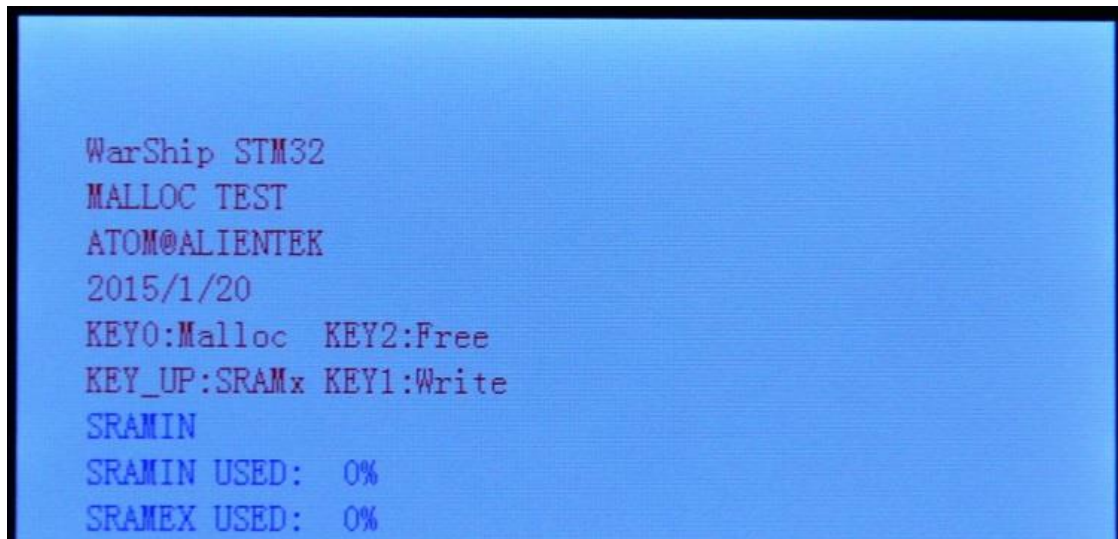 WarShip STM32
MALLOC TEST
ATOM@ALIENTEK
2015/1/20
KEY0:Malloc  KEY2:Free
KEY_UP:SRAMx KEY1:Write
SRAMIN
SRAMIN USED:  0%
SRAMEX USED:  0%